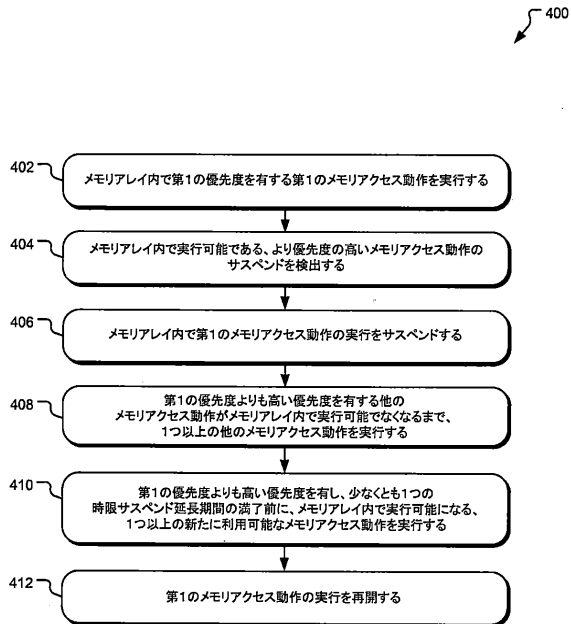 400
402
メモリアレイ内で第1の優先度を有する第1のメモリアクセス動作を実行する
404
メモリアレイ内で実行可能である、より優先度の高いメモリアクセス動作の
サスペンドを検出する
406
メモリアレイ内で第1のメモリアクセス動作の実行をサスペンドする
408
第1の優先度よりも高い優先度を有する他の
メモリアクセス動作がメモリアレイ内で実行可能でなくなるまで、
1つ以上の他のメモリアクセス動作を実行する
410
第1の優先度よりも高い優先度を有し、少なくとも1つの
時限サスペンド延長期間の満了前に、メモリアレイ内で実行可能になる、
1つ以上の新たに利用可能なメモリアクセス動作を実行する
412
第1のメモリアクセス動作の実行を再開する